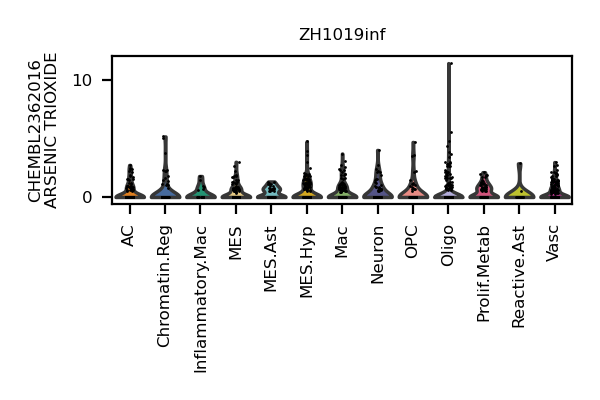 ZH1019inf
CHEMBL2362016
ARSENIC TRIOXIDE
10
0
AC
Chromatin.Reg
Inflammatory.Mac
MES
MES.Ast
MES.Hyp
Mac
Neuron
OPC
Oligo
Prolif.Metab
Reactive.Ast
Vasc